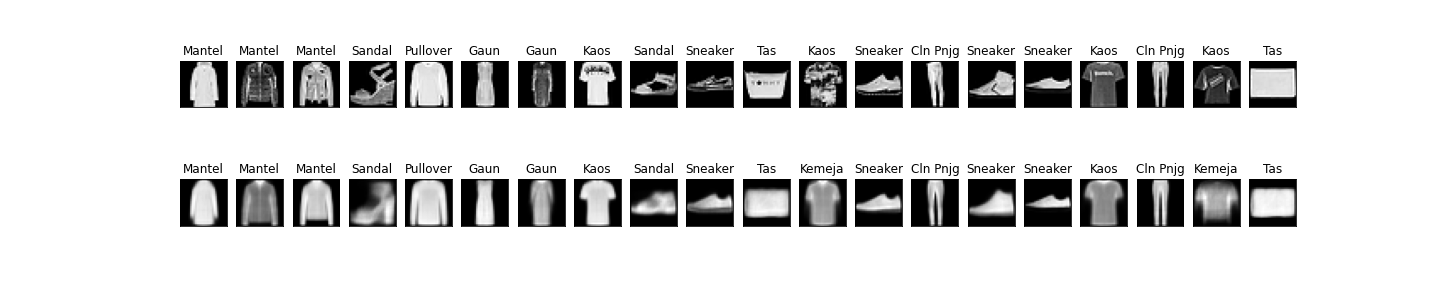 Mantel Mantel Mantel Sandal Pullover Gaun Gaun Kaos Sandal Sneaker Tas Kaos Sneaker Cln Pnjg Sneaker Sneaker Kaos Cln Pnjg Kaos Tas
Mantel Mantel Mantel Sandal Pullover Gaun Gaun Kaos Sandal Sneaker Tas Kemeja Sneaker Cln Pnjg Sneaker Sneaker Kaos Cln Pnjg Kemeja Tas